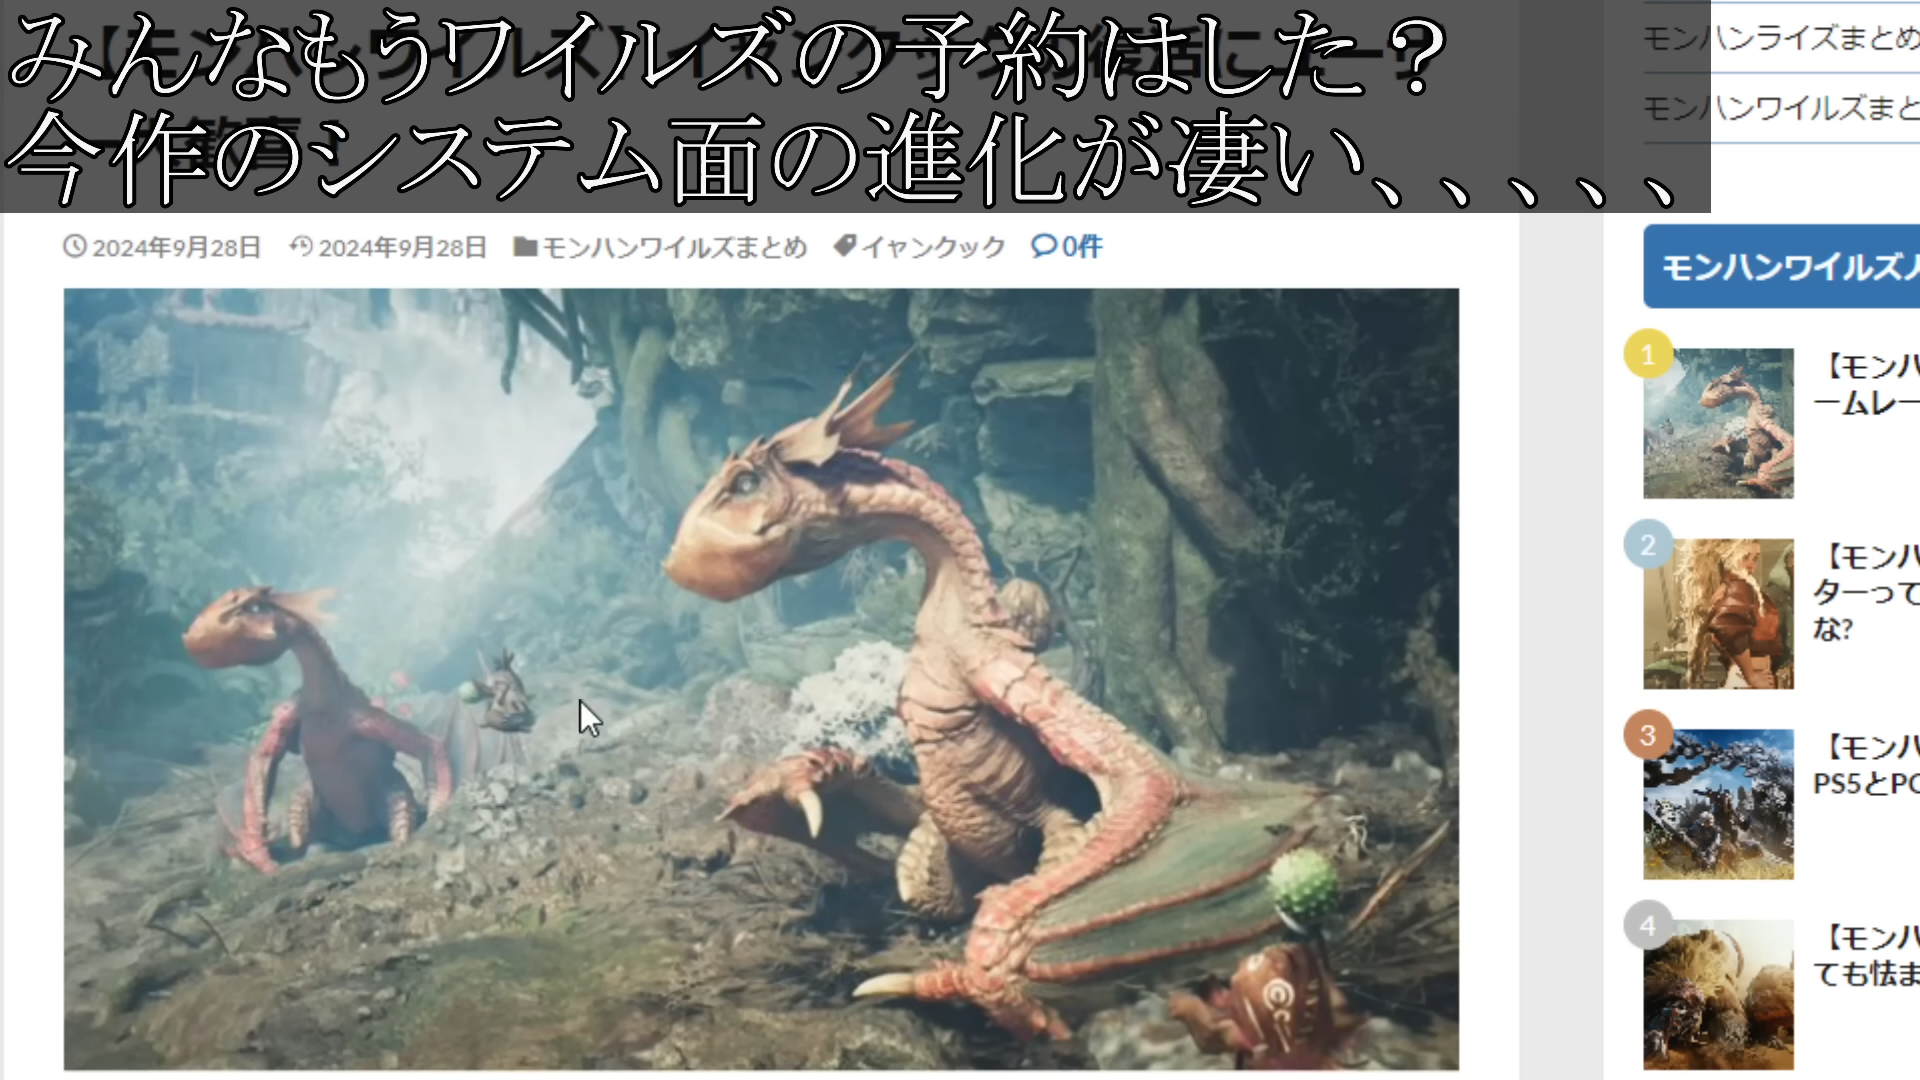 みんなもうワイルズの予約はした？
今作のシステム面の進化が凄い、、、、、
2024年9月28日 2024年9月28日 モンハンワイルズまとめ イャンクック 0件
モンハンライズまとめ
モンハンワイルズまと
モンハンワイルズ人
1
【モンハ
ームレー
2
【モンハ
ターって
な?
3
【モンハ
PS5とPC
4
【モンハ
ても怯ま